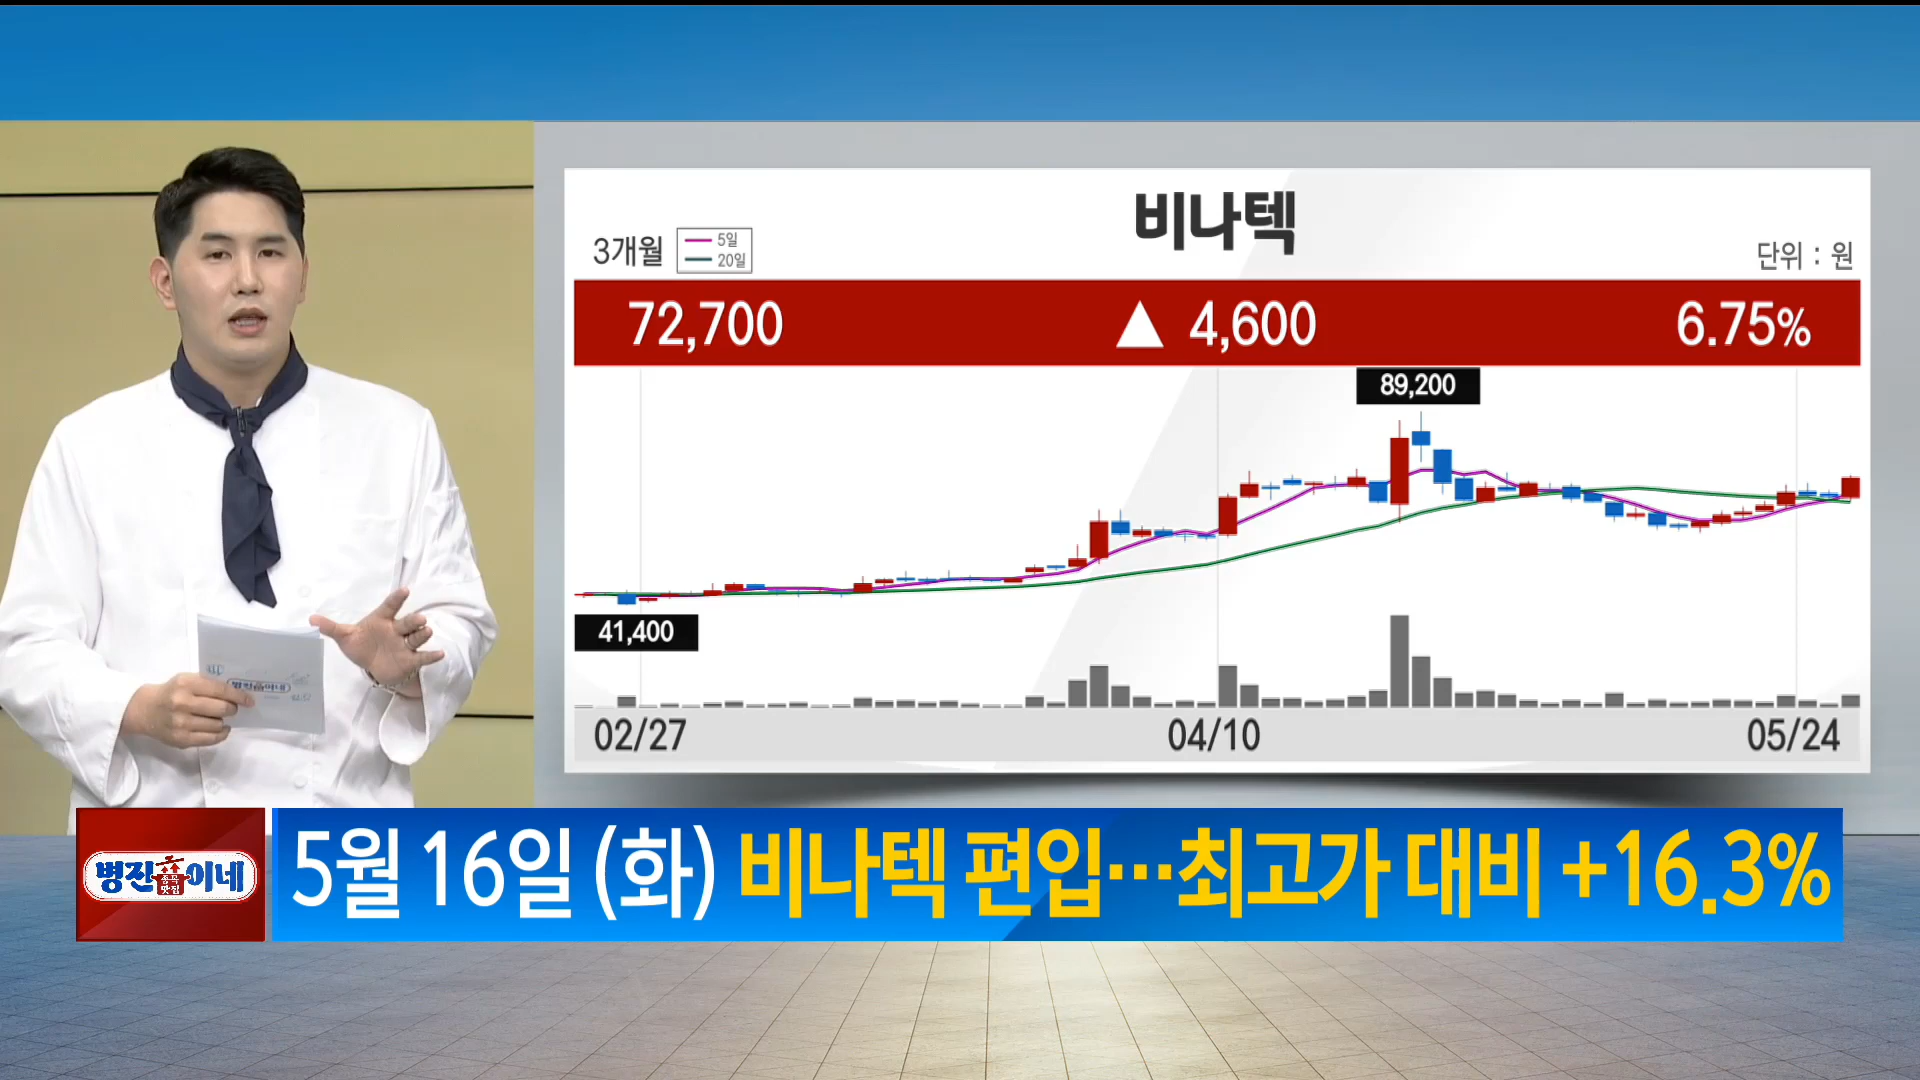 비나텍
3개월
5일
20일
단위 : 원
72,700 ▲ 4,600 6.75%
89,200
41,400
02/27 04/10 05/24
병진이네
맛집
5월 16일 (화) 비나텍 편입…최고가 대비 +16.3%